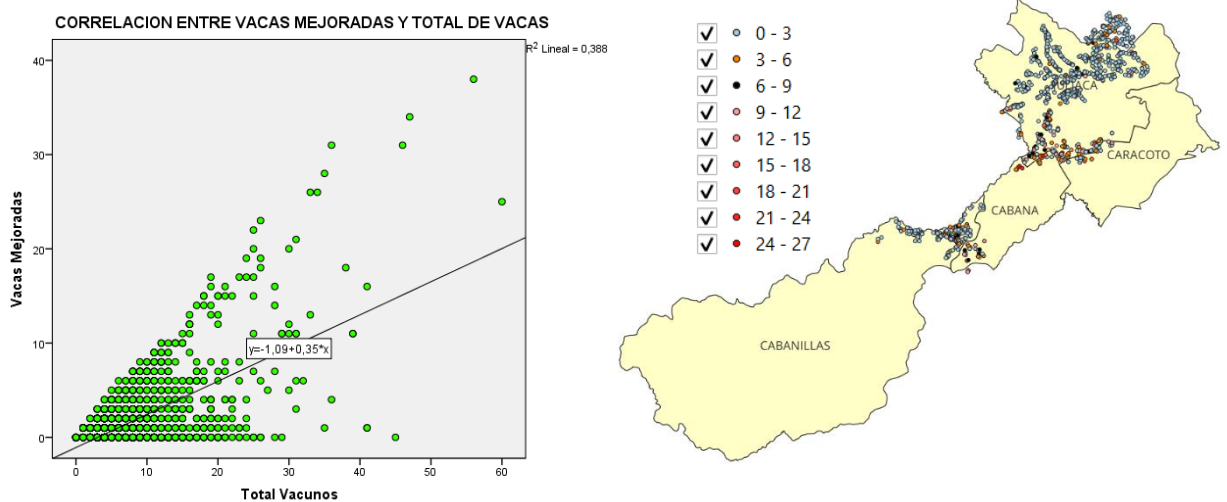 CORRELACION ENTRE VACAS MEJORADAS Y TOTAL DE VACAS
R² Lineal = 0,388
40
30
20
10
0
Vacas Mejoradas
y=-1,09+0,35*x
0 10 20 30 40 50 60
Total Vacunos
0 - 3
3 - 6
6 - 9
9 - 12
12 - 15
15 - 18
18 - 21
21 - 24
24 - 27
CARACOTO
CABANA
CABANILLAS